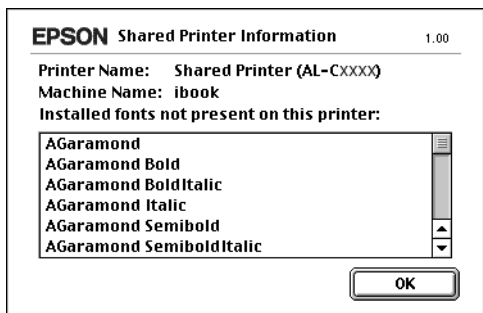 EPSON Shared Printer Information 1.00
Printer Name: Shared Printer (AL-CXXXX)
Machine Name: ibook
Installed fonts not present on this printer:
AGaramond
AGaramond Bold
AGaramond BoldItalic
AGaramond Italic
AGaramond Semibold
AGaramond SemiboldItalic
OK